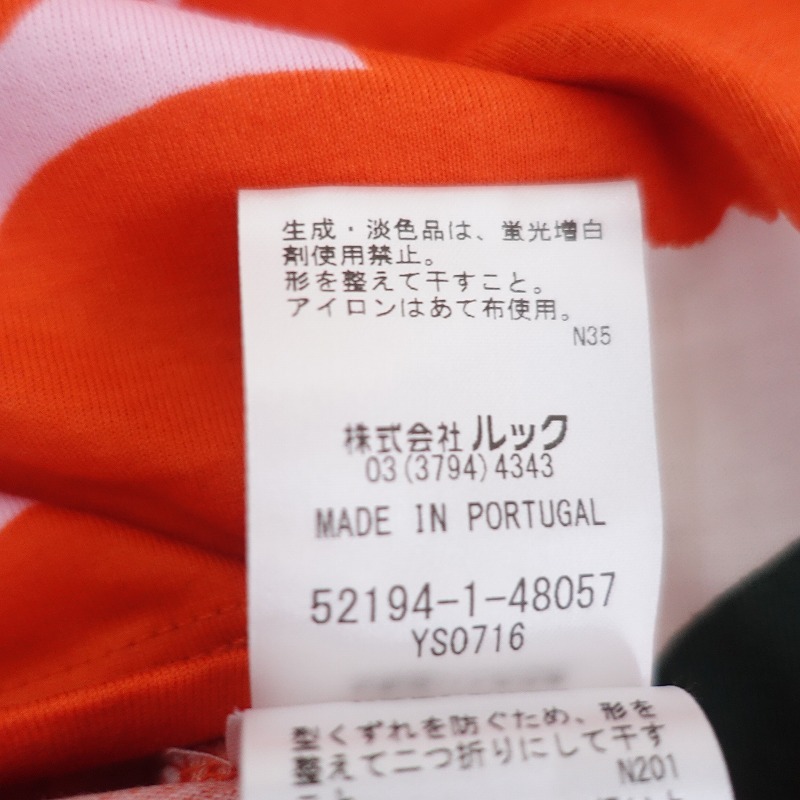 生成・淡色品は、蛍光増白
剤使用禁止。
形を整えて干すこと。
アイロンはあて布使用。
N35
株式会社 ルック
03(3794)4343
MADE IN PORTUGAL
52194-1-48057
YS0716
型くずれを防ぐため、形を
整えて二つ折りにして干す
N201